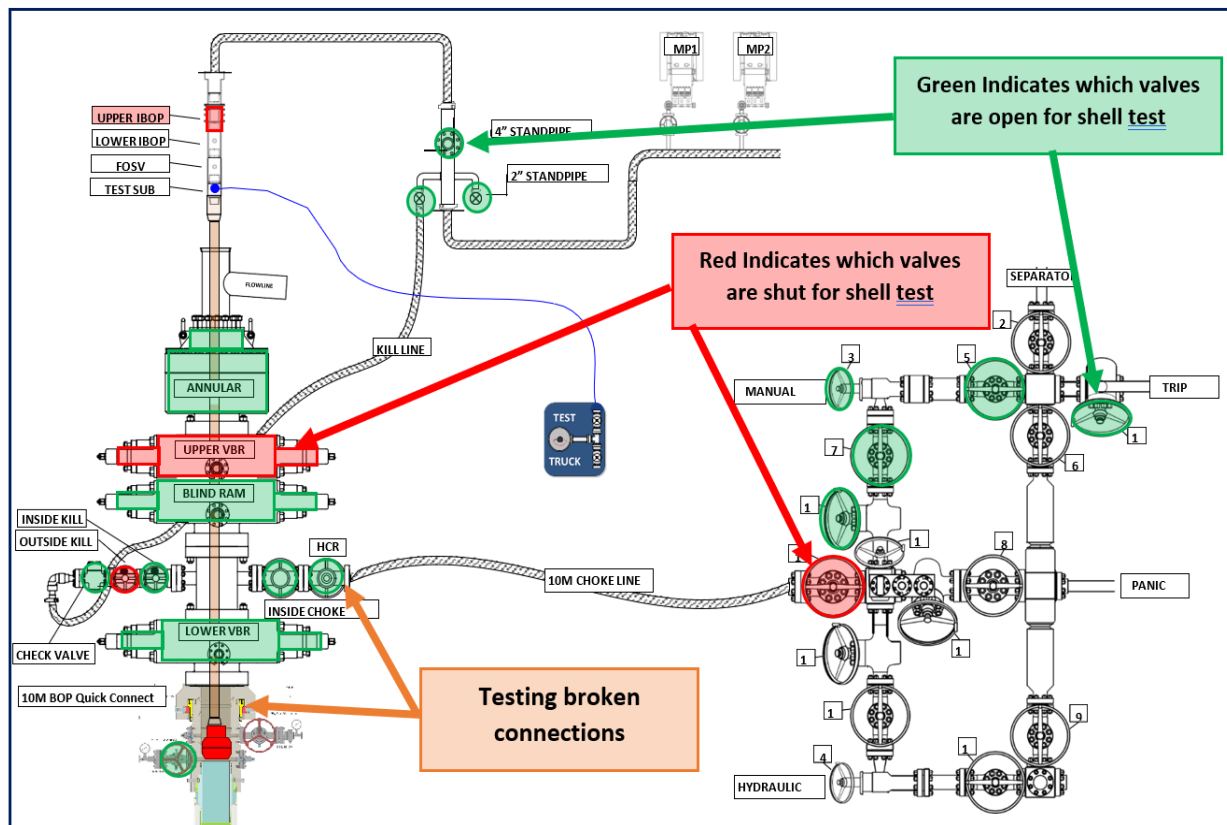 MP1
MP2
Green Indicates which valves
are open for shell test
UPPER IBOP
LOWER IBOP
FOSV
TEST SUB
4” STANDPIPE
2” STANDPIPE
Red Indicates which valves
are shut for shell test
FLOWLINE
SEPARATOR
2
KILL LINE
3
5
ANNULAR
MANUAL
TRIP
TEST
TRUCK
1
UPPER VBR
7
6
BLIND RAM
1
INSIDE KILL
OUTSIDE KILL
HCR
1
8
10M CHOKE LINE
PANIC
INSIDE CHOKE
LOWER VBR
1
CHECK VALVE
1
10M BOP Quick Connect
Testing broken
connections
1
9
4
1
HYDRAULIC